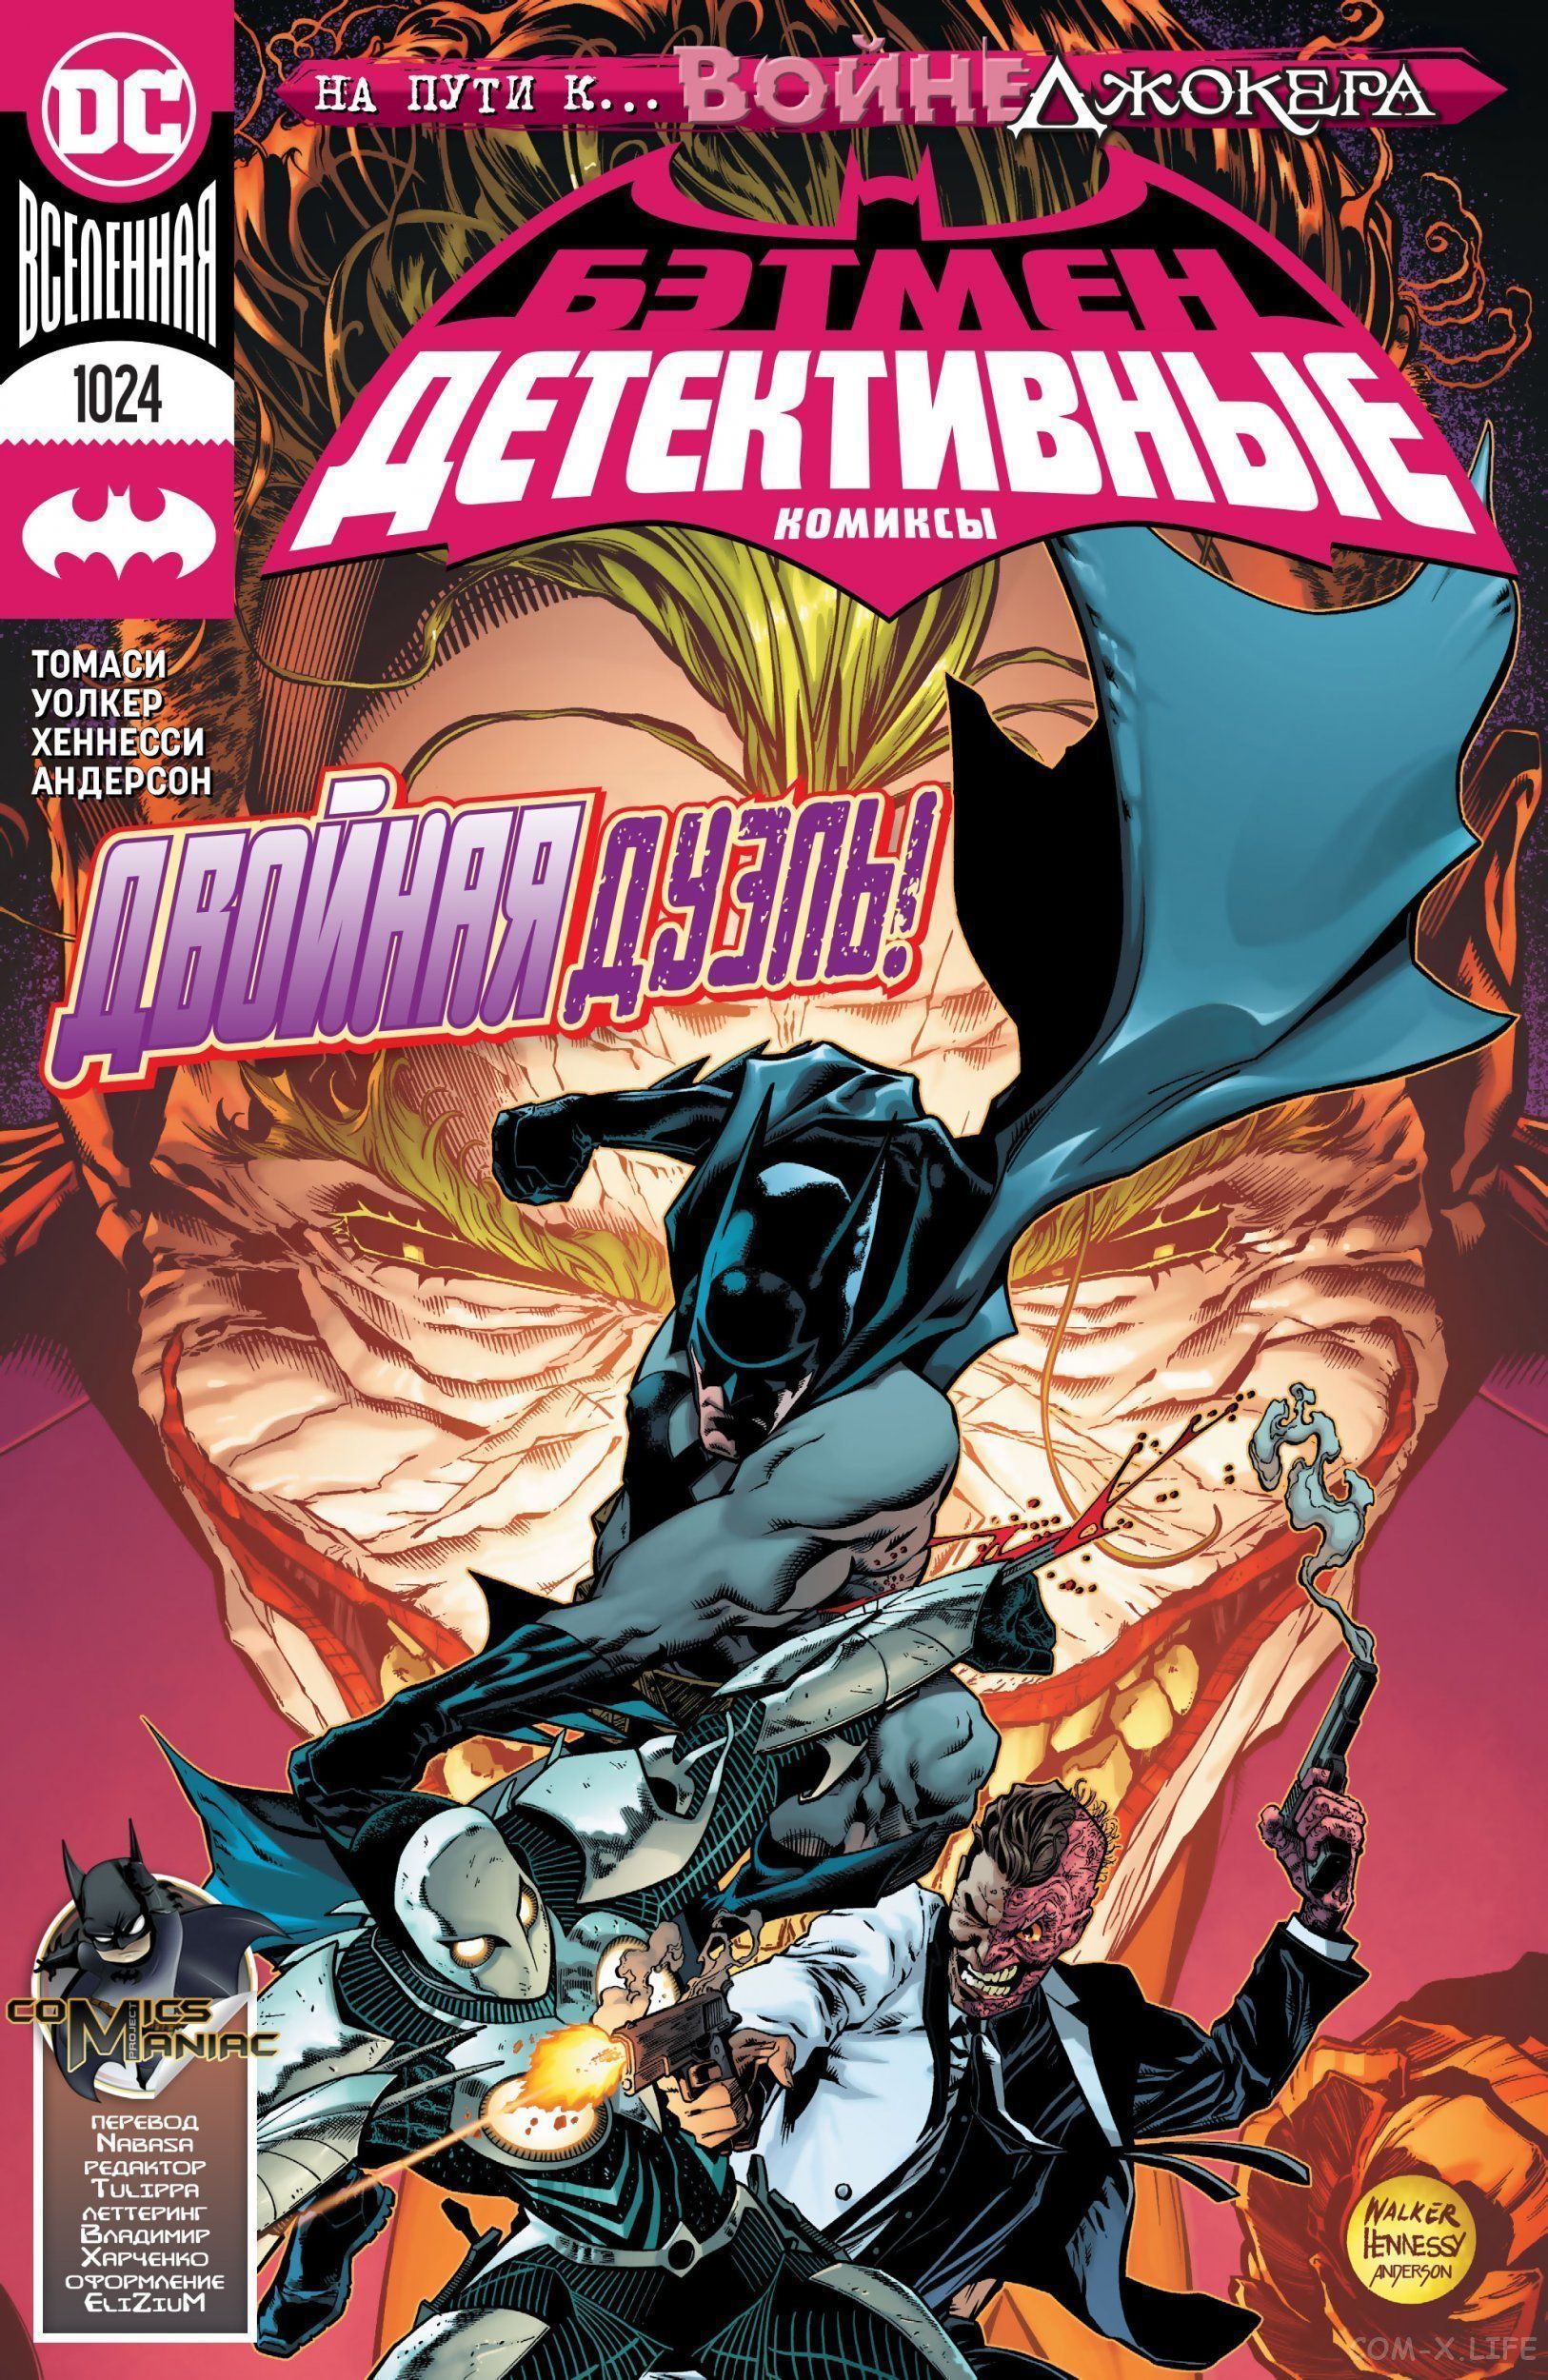 DC
ВСЕЛЕННАЯ
1024
НА ПУТИ К... ВОЙНЕ ДЖОКЕРА
БЭТМЕН
ДЕТЕКТИВНЫЕ
КОМИКСЫ
ТОМАСИ
УОЛКЕР
ХЕННЕССИ
АНДЕРСОН
ДВОЙНАЯ ДУЭЛЬ!
COMICS
PROJECT
MANIAC
ПЕРЕВОД
NABASA
РЕДАКТОР
TULIPPA
ЛЕТТЕРИНГ
ВЛАДИМИР
ХАРЧЕНКО
ОФОРМЛЕНИЕ
ELIZIUM
WALKER
HENNESSY
ANDERSON
COM-X.LIFE